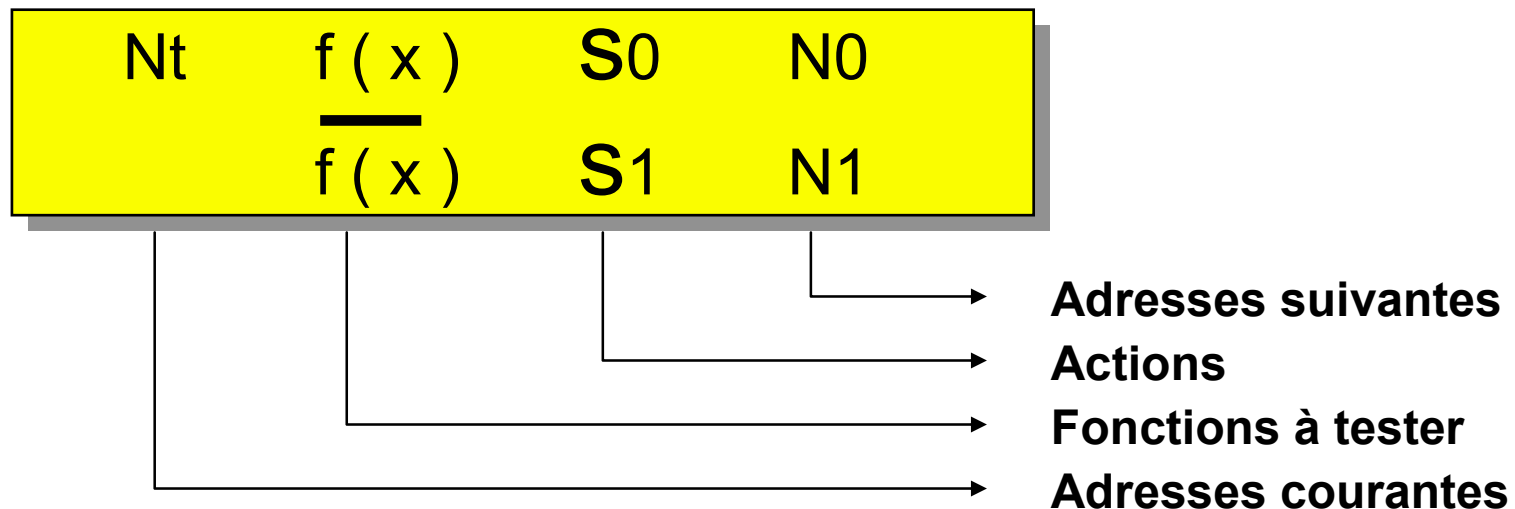 Nt f ( x ) S0 N0
f ( x ) S1 N1
Adresses suivantes
Actions
Fonctions à tester
Adresses courantes